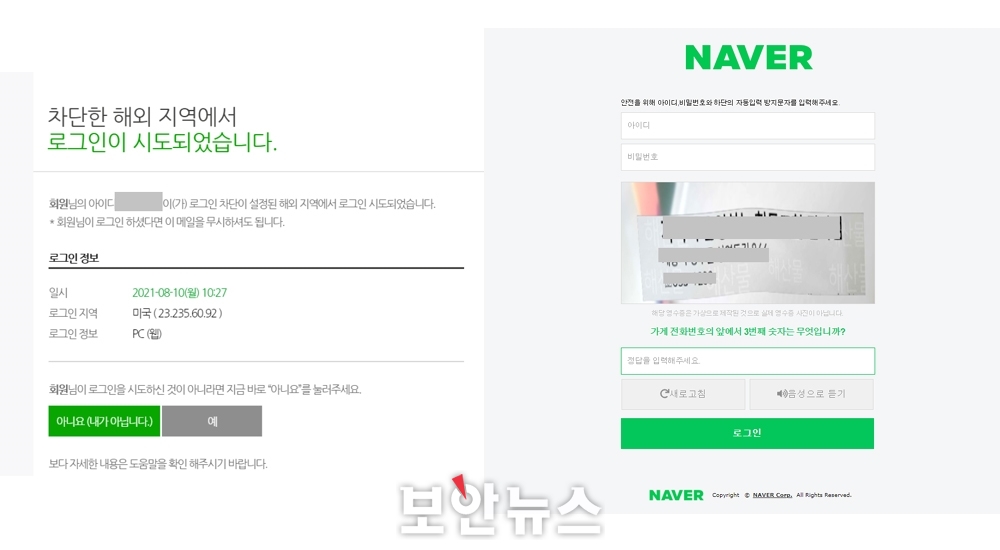 차단한 해외 지역에서
로그인이 시도되었습니다.
회원님의 아이디 이(가) 로그인 차단이 설정된 해외 지역에서 로그인 시도되었습니다.
* 회원님이 로그인 하셨다면 이 메일을 무시하셔도 됩니다.
로그인 정보
일시 2021-08-10(월) 10:27
로그인 지역 미국 ( 23.235.60.92 )
로그인 정보 PC (웹)
회원님이 로그인을 시도하신 것이 아니라면 지금 바로 “아니요”를 눌러주세요.
아니요 (내가 아닙니다.) 예
보다 자세한 내용은 도움말을 확인 해주시기 바랍니다.
NAVER
안전을 위해 아이디,비밀번호와 하단의 자동입력 방지문자를 입력해주세요.
아이디
비밀번호
해산물
해당 영수증은 가상으로 제작된 것으로 실제 영수증 사진이 아닙니다.
가게 전화번호의 앞에서 3번째 숫자는 무엇입니까?
정답을 입력해주세요.
새로고침 음성으로 듣기
로그인
NAVER Copyright © NAVER Corp. All Rights Reserved.
보안뉴스